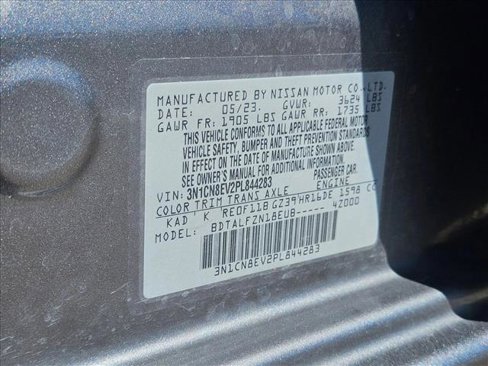 MANUFACTURED BY NISSAN MOTOR CO.,LTD.
DATE: 05/23. GVWR: 3624 LBS
GAWR FR: 1905 LBS GAWR RR: 1735 LBS
THIS VEHICLE CONFORMS TO ALL APPLICABLE FEDERAL MOTOR
VEHICLE SAFETY, BUMPER, AND THEFT PREVENTION STANDARDS
IN EFFECT ON THE DATE OF MANUFACTURE SHOWN ABOVE.
SEE OWNER'S MANUAL FOR ADDITIONAL INFORMATION
VIN: 3N1CN8EV2PL844283 PASSENGER CAR
COLOR TRIM TRANS AXLE ENGINE
KAD K RE0F11B GZ39 HR16DE 1598 CC
MODEL: BDTALFZN18EUB----- 42000
3N1CN8EV2PL844283